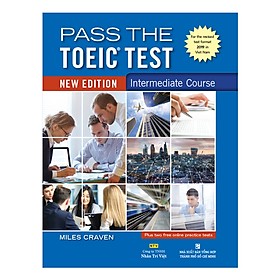 PASS THE
TOEIC® TEST
For the revised
test format
2019 in
Viet Nam
NEW EDITION
Intermediate Course
MILES CRAVEN
Plus two free online practice tests
NTV
Công ty TNHH
Nhân Trí Việt
NHÀ XUẤT BẢN TỔNG HỢP
THÀNH PHỐ HỒ CHÍ MINH